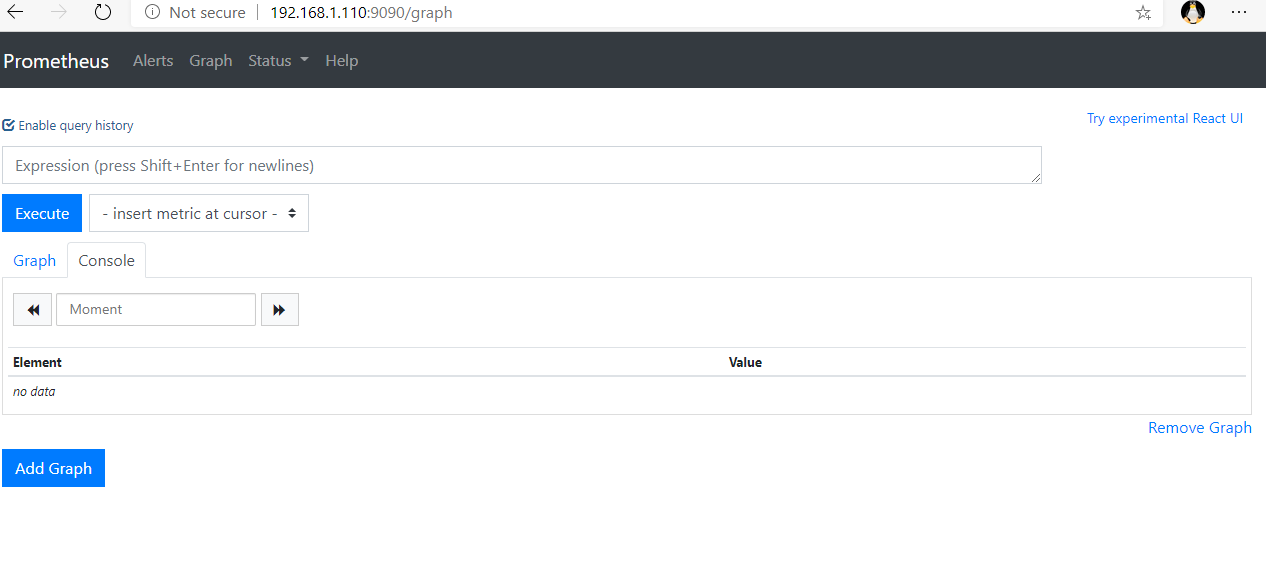 Not secure 192.168.1.110:9090/graph
Prometheus Alerts Graph Status Help
Enable query history Try experimental React UI
Expression (press Shift+Enter for newlines)
Execute - insert metric at cursor -
Graph Console
Moment
Element Value
no data
Remove Graph
Add Graph